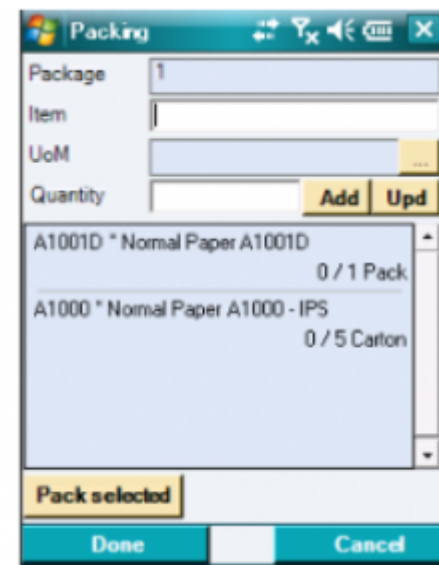 Packing
Package 1
Item
UoM ...
Quantity Add Upd
A1001D * Normal Paper A1001D
0 / 1 Pack
A1000 * Normal Paper A1000 - IPS
0 / 5 Carton
Pack selected
Done Cancel